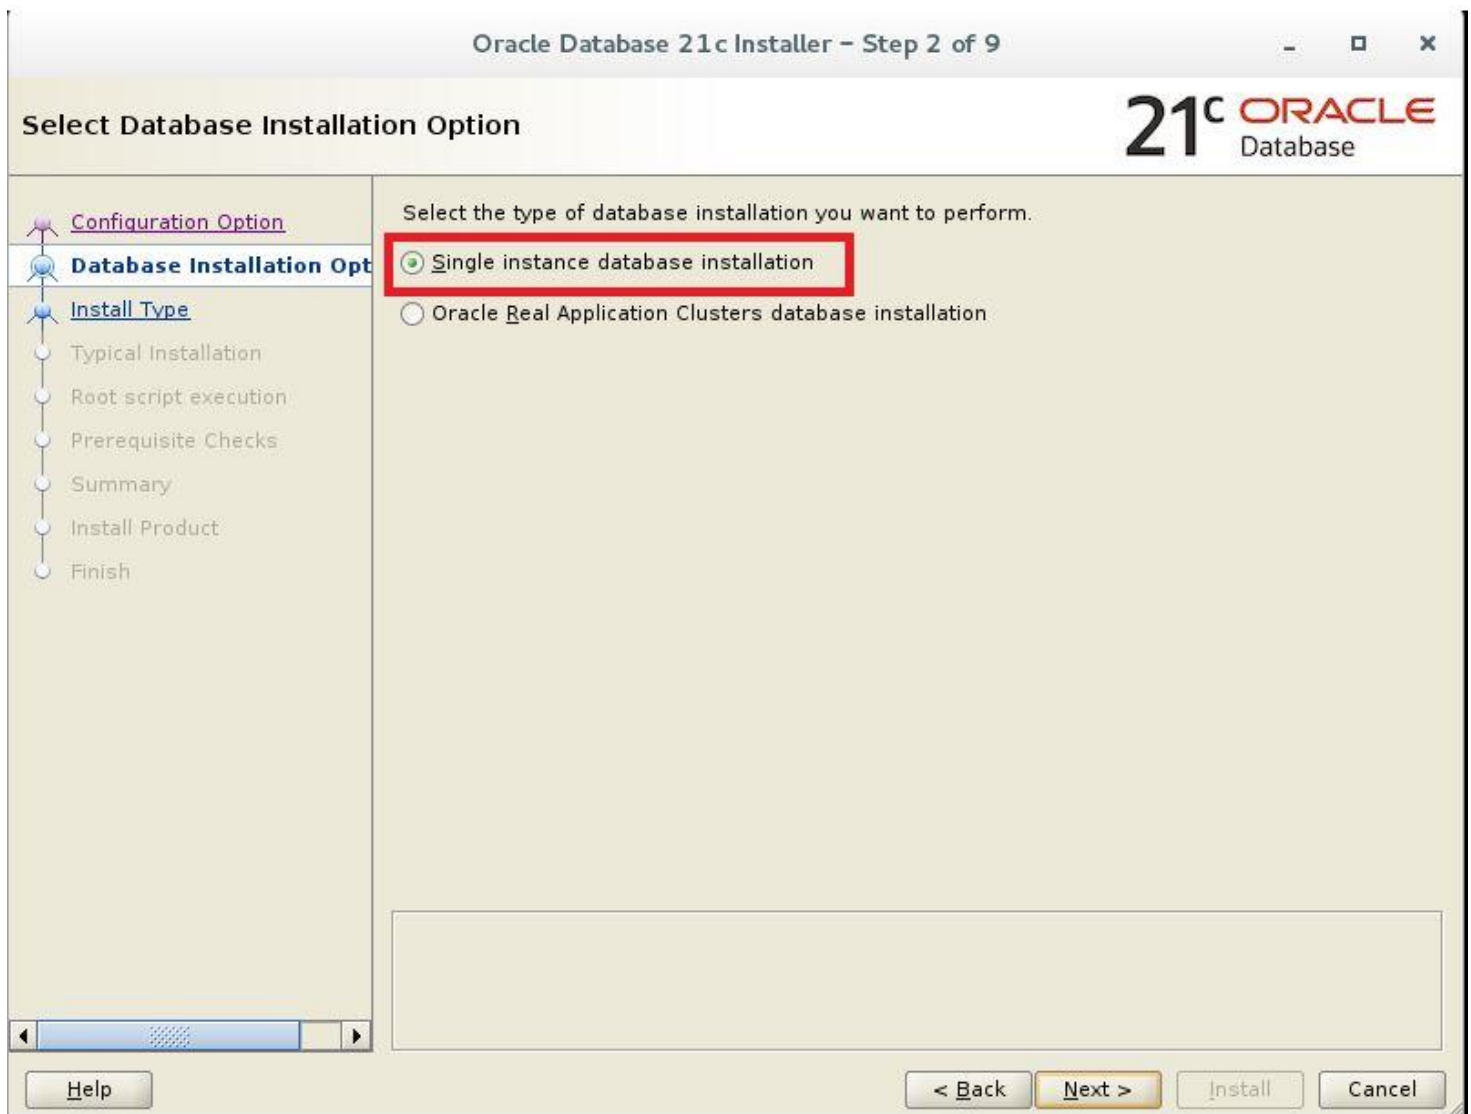 Oracle Database 21c Installer – Step 2 of 9
Select Database Installation Option
21c ORACLE
Database
Configuration Option
Database Installation Opt
Install Type
Typical Installation
Root script execution
Prerequisite Checks
Summary
Install Product
Finish
Select the type of database installation you want to perform.
Single instance database installation
Oracle Real Application Clusters database installation
Help
< Back
Next >
Install
Cancel